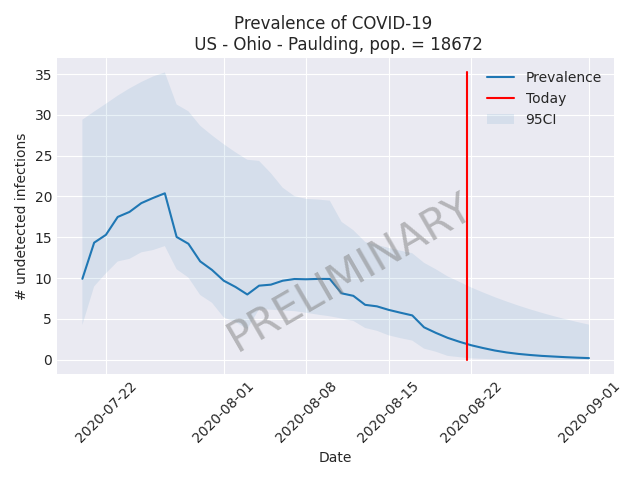 Prevalence of COVID-19
US - Ohio - Paulding, pop. = 18672
# undetected infections
35
30
25
20
15
10
5
0
Prevalence
Today
95CI
PRELIMINARY
2020-07-22
2020-08-01
2020-08-08
2020-08-15
2020-08-22
2020-09-01
Date